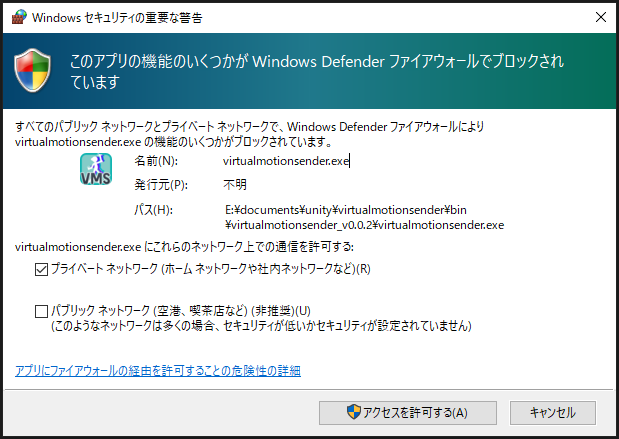 Windows セキュリティの重要な警告
このアプリの機能のいくつかが Windows Defender ファイアウォールでブロックされ
ています
すべてのパブリック ネットワークとプライベート ネットワークで、Windows Defender ファイアウォールにより
virtualmotionsender.exe の機能のいくつかがブロックされています。
VMS
名前(N): virtualmotionsender.exe
発行元(P): 不明
パス(H): E:¥documents¥unity¥virtualmotionsender¥bin
¥virtualmotionsender_v0.0.2¥virtualmotionsender.exe
virtualmotionsender.exe にこれらのネットワーク上での通信を許可する:
プライベート ネットワーク (ホーム ネットワークや社内ネットワークなど)(R)
パブリック ネットワーク (空港、喫茶店など) (非推奨)(U)
(このようなネットワークは多くの場合、セキュリティが低いかセキュリティが設定されていません)
アプリにファイアウォールの経由を許可することの危険性の詳細
アクセスを許可する(A)
キャンセル